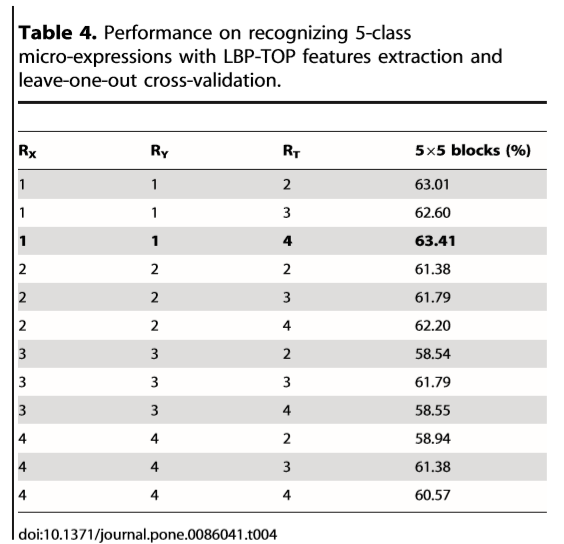 Table 4. Performance on recognizing 5-class
micro-expressions with LBP-TOP features extraction and
leave-one-out cross-validation.
RX RY RT 5×5 blocks (%)
1 1 2 63.01
1 1 3 62.60
1 1 4 63.41
2 2 2 61.38
2 2 3 61.79
2 2 4 62.20
3 3 2 58.54
3 3 3 61.79
3 3 4 58.55
4 4 2 58.94
4 4 3 61.38
4 4 4 60.57
doi:10.1371/journal.pone.0086041.t004